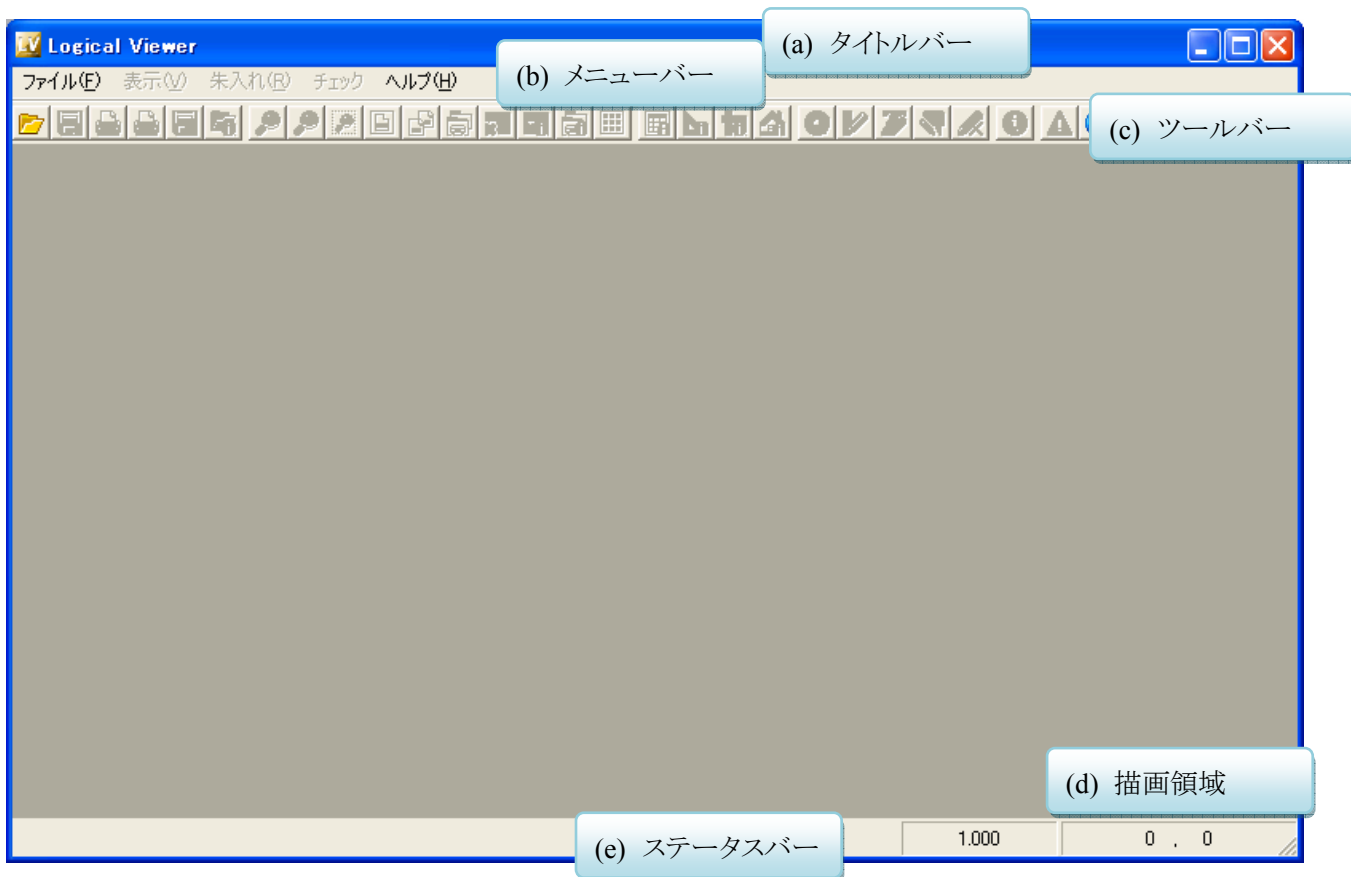 Logical Viewer
(a) タイトルバー
ファイル(F) 表示(V) 朱入れ(R) チェック ヘルプ(H)
(b) メニューバー
(c) ツールバー
(d) 描画領域
(e) ステータスバー
1.000
0 , 0